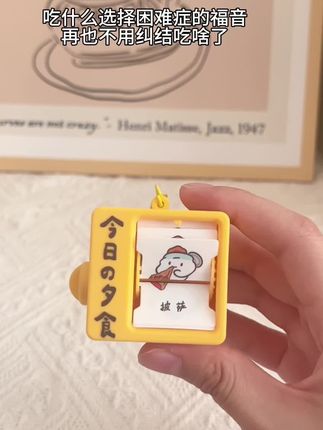 吃什么选择困难症的福音
再也不用纠结吃啥了
eryone are not crazy." - Henri Matisse, Jazz, 1947
今日の夕食
披萨